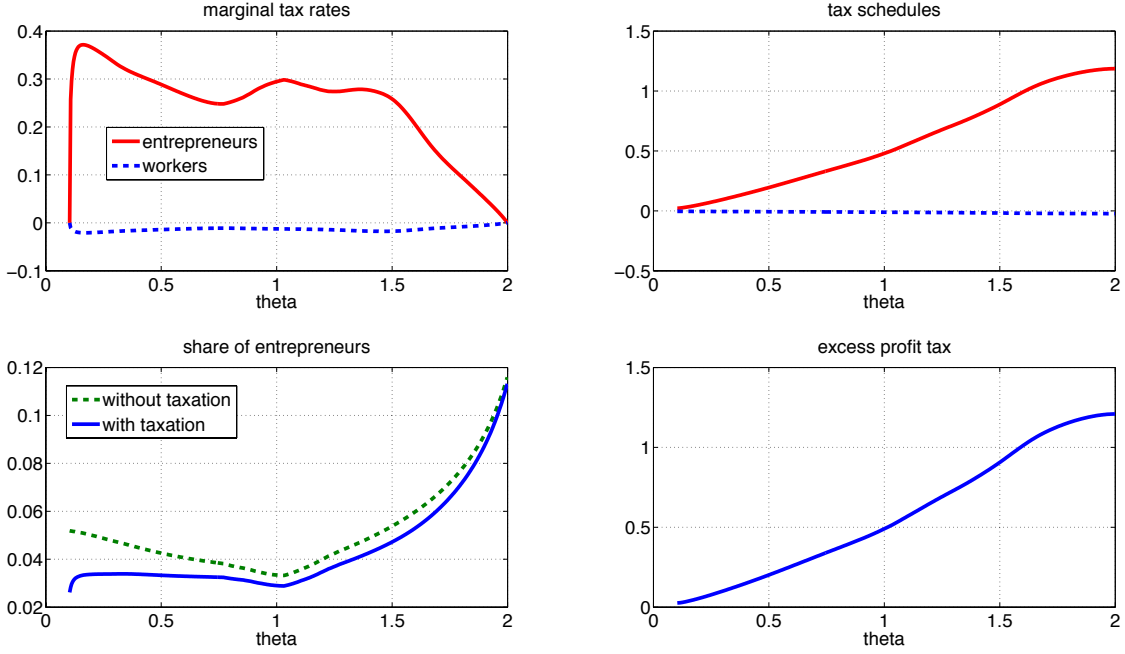 marginal tax rates
0.4
0.3
0.2
0.1
0
−0.1
entrepreneurs
workers
0 0.5 1 1.5 2
theta
tax schedules
1.5
1
0.5
0
−0.5
0 0.5 1 1.5 2
theta
share of entrepreneurs
0.12
0.1
0.08
0.06
0.04
0.02
without taxation
with taxation
0 0.5 1 1.5 2
theta
excess profit tax
1.5
1
0.5
0
0 0.5 1 1.5 2
theta